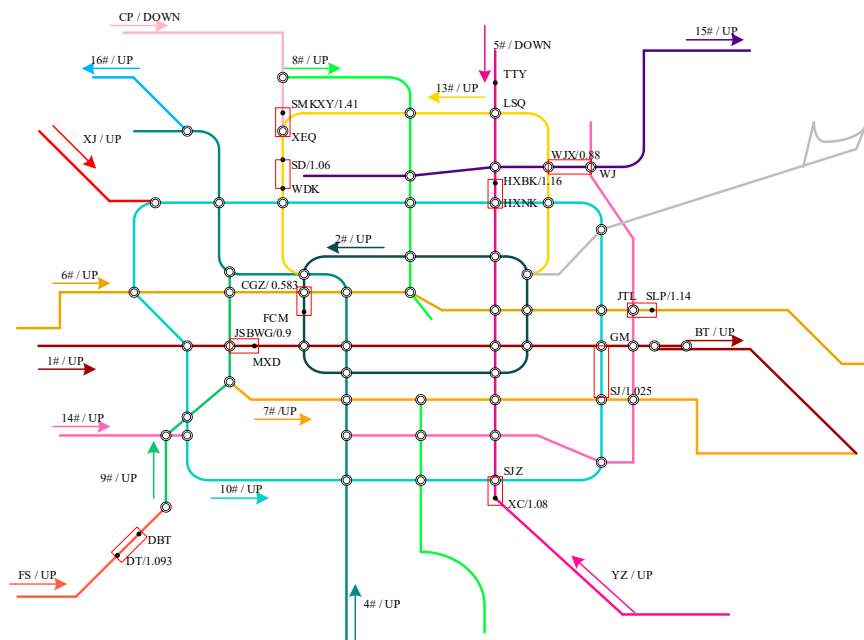 CP / DOWN
15# / UP
5# / DOWN
16# / UP
8# / UP
TTY
13# / UP
SMKXY/1.41
LSQ
XJ / UP
XEQ
WJX/0.88
SD/1.06
WJ
WDK
HXBK/1.16
HXNK
2# / UP
6# / UP
CGZ/ 0.583
JTL
SLP/1.14
FCM
JSBWG/0.9
GM
BT / UP
1# / UP
MXD
SJ/1.025
14# / UP
7# /UP
9# / UP
SJZ
10# / UP
XC/1.08
DBT
DT/1.093
FS / UP
YZ / UP
4# / UP